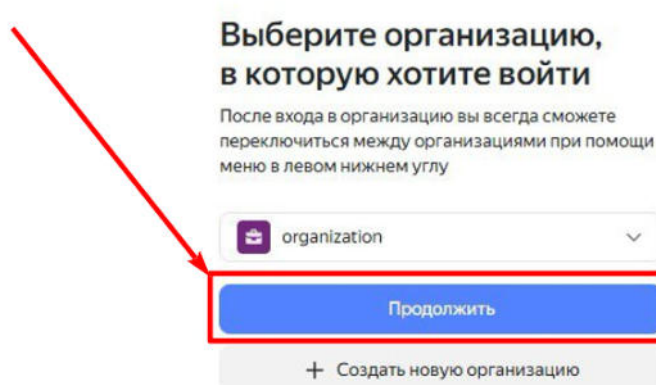 Выберите организацию,
в которую хотите войти
После входа в организацию вы всегда сможете
переключиться между организациями при помощи
меню в левом нижнем углу
organization
Продолжить
+ Создать новую организацию